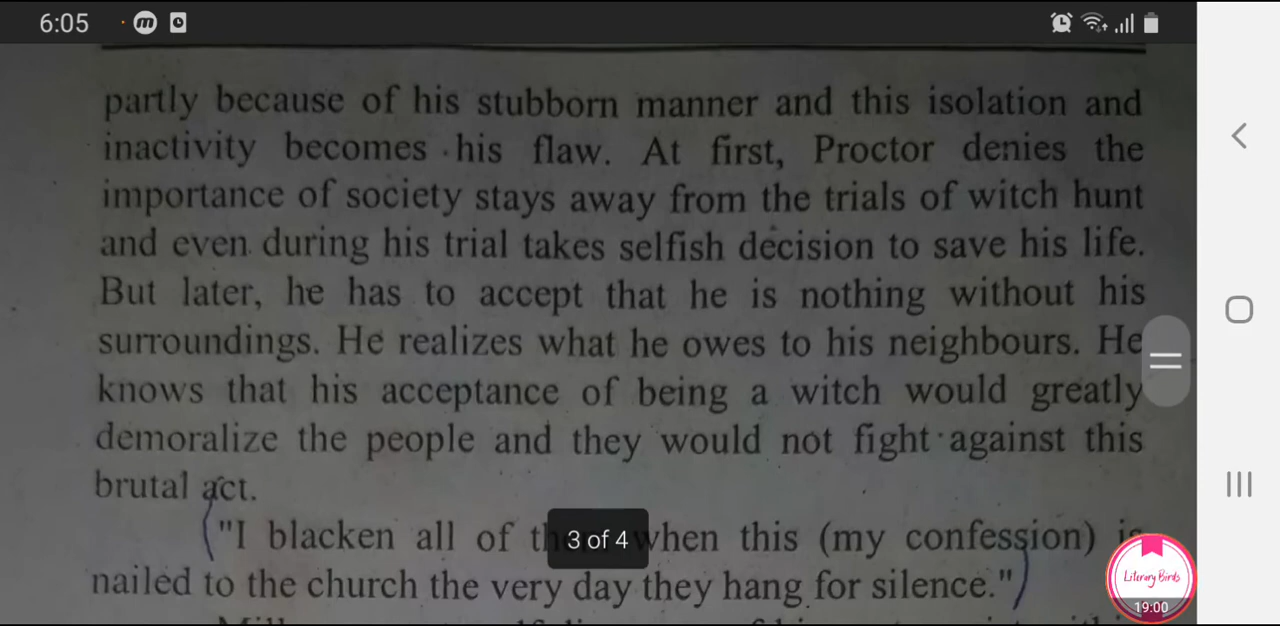 6:05
partly because of his stubborn manner and this isolation and
inactivity becomes his flaw. At first, Proctor denies the
importance of society stays away from the trials of witch hunt
and even during his trial takes selfish decision to save his life.
But later, he has to accept that he is nothing without his
surroundings. He realizes what he owes to his neighbours. He
knows that his acceptance of being a witch would greatly
demoralize the people and they would not fight against this
brutal act.
"I blacken all of when this (my confession) is
3 of 4
nailed to the church the very day they hang for silence."
Literary Birds
19:00